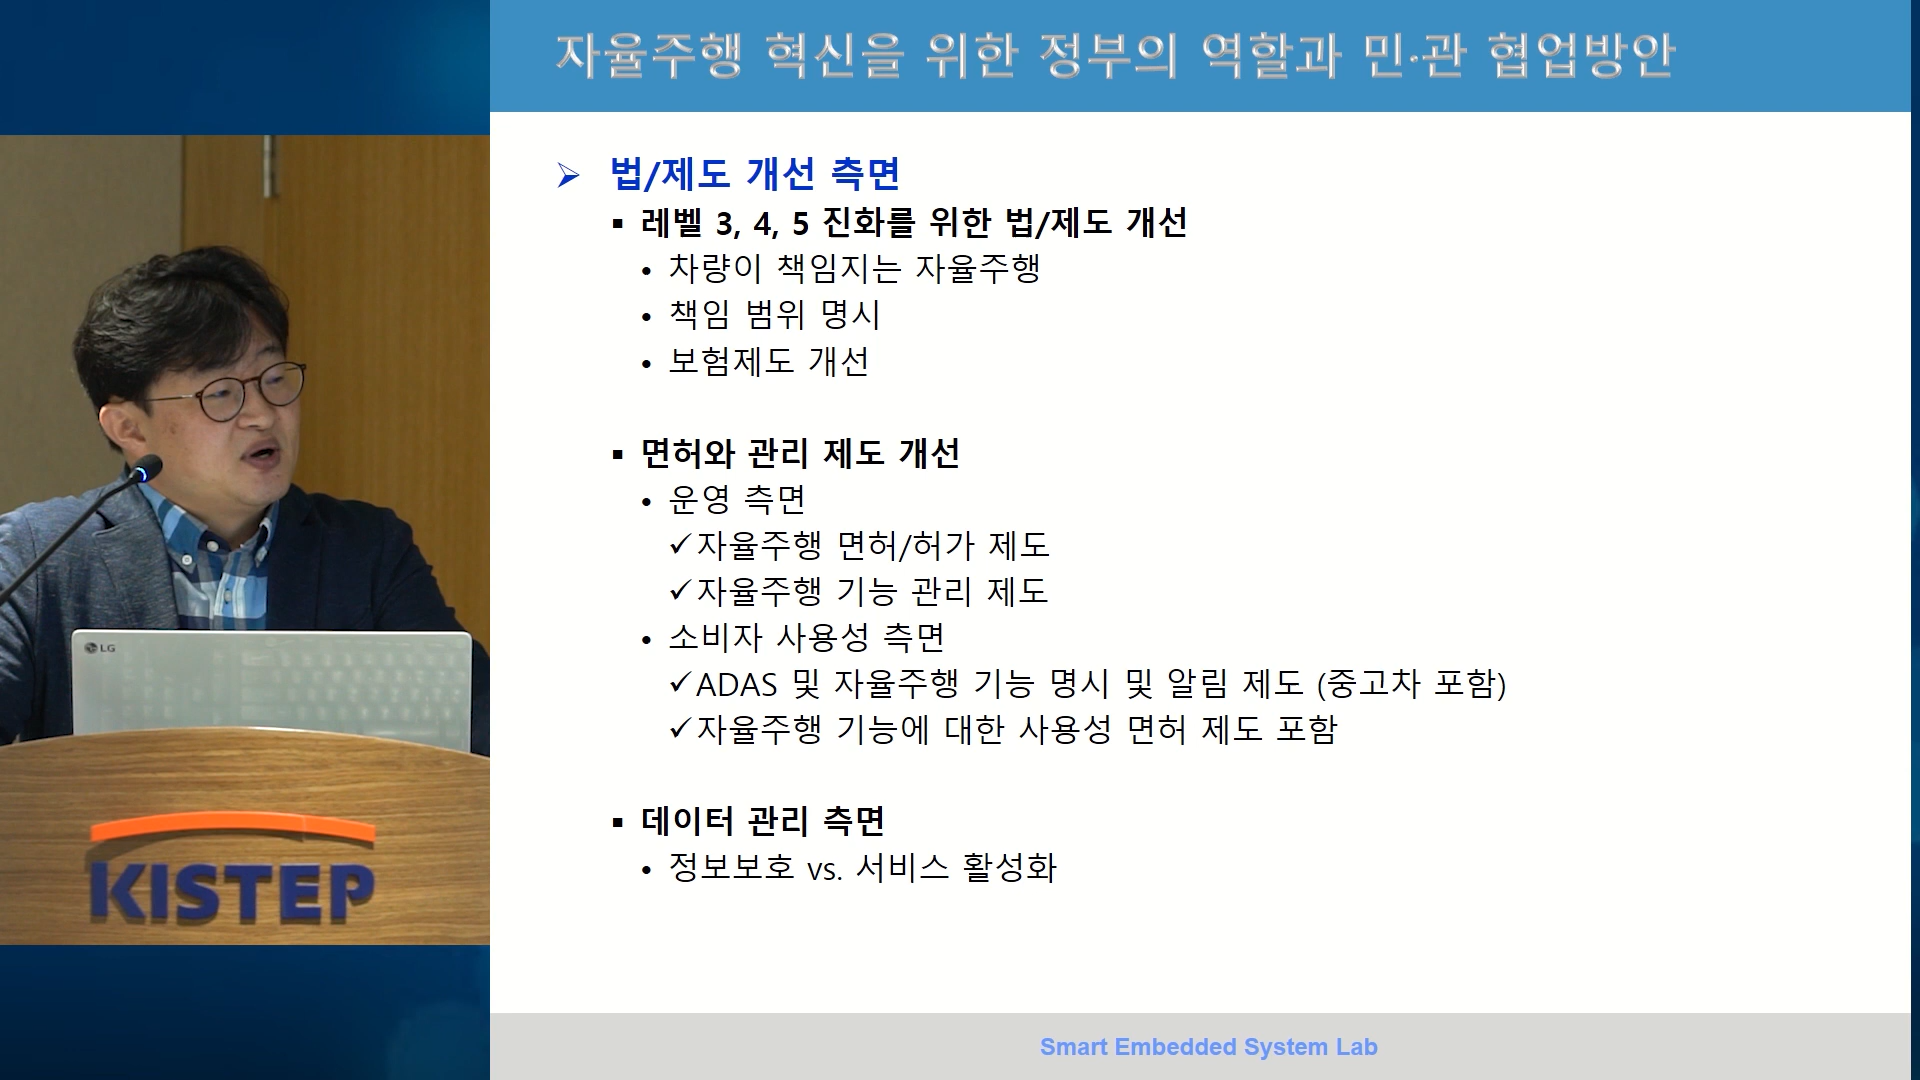 자율주행 혁신을 위한 정부의 역할과 민·관 협업방안
➢ 법/제도 개선 측면
▪ 레벨 3, 4, 5 진화를 위한 법/제도 개선
• 차량이 책임지는 자율주행
• 책임 범위 명시
• 보험제도 개선
▪ 면허와 관리 제도 개선
• 운영 측면
✓자율주행 면허/허가 제도
✓자율주행 기능 관리 제도
• 소비자 사용성 측면
✓ADAS 및 자율주행 기능 명시 및 알림 제도 (중고차 포함)
✓자율주행 기능에 대한 사용성 면허 제도 포함
▪ 데이터 관리 측면
• 정보보호 vs. 서비스 활성화
Smart Embedded System Lab
LG
KISTEP